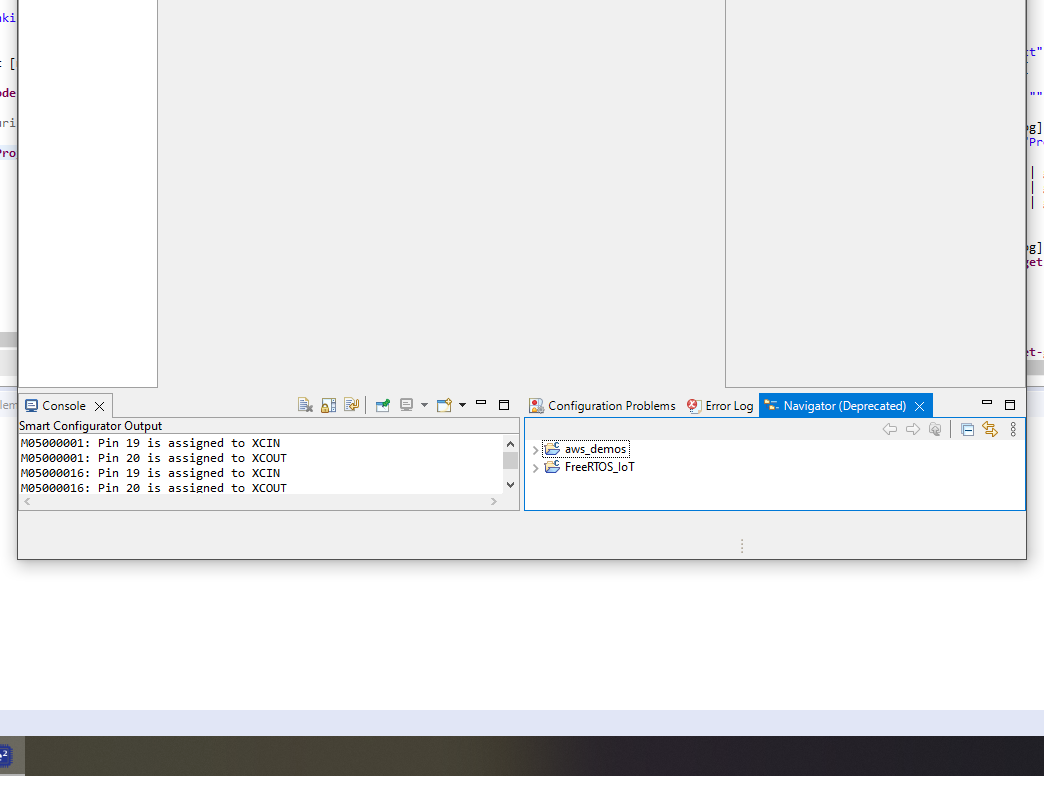 ode
Pro
Console
Configuration Problems
Error Log
Navigator (Deprecated)
Smart Configurator Output
M05000001: Pin 19 is assigned to XCIN
M05000001: Pin 20 is assigned to XCOUT
M05000016: Pin 19 is assigned to XCIN
M05000016: Pin 20 is assigned to XCOUT
aws_demos
FreeRTOS_IoT